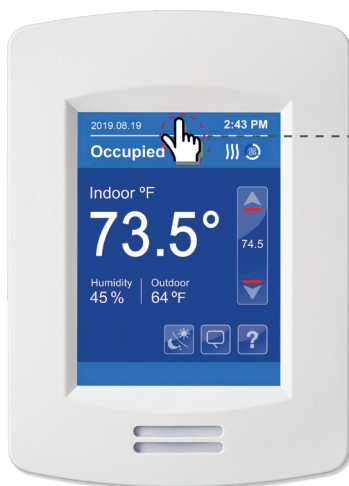 2019.08.19 2:43 PM
Occupied
Indoor ºF
73.5°
74.5
Humidity Outdoor
45 % 64 ºF
?